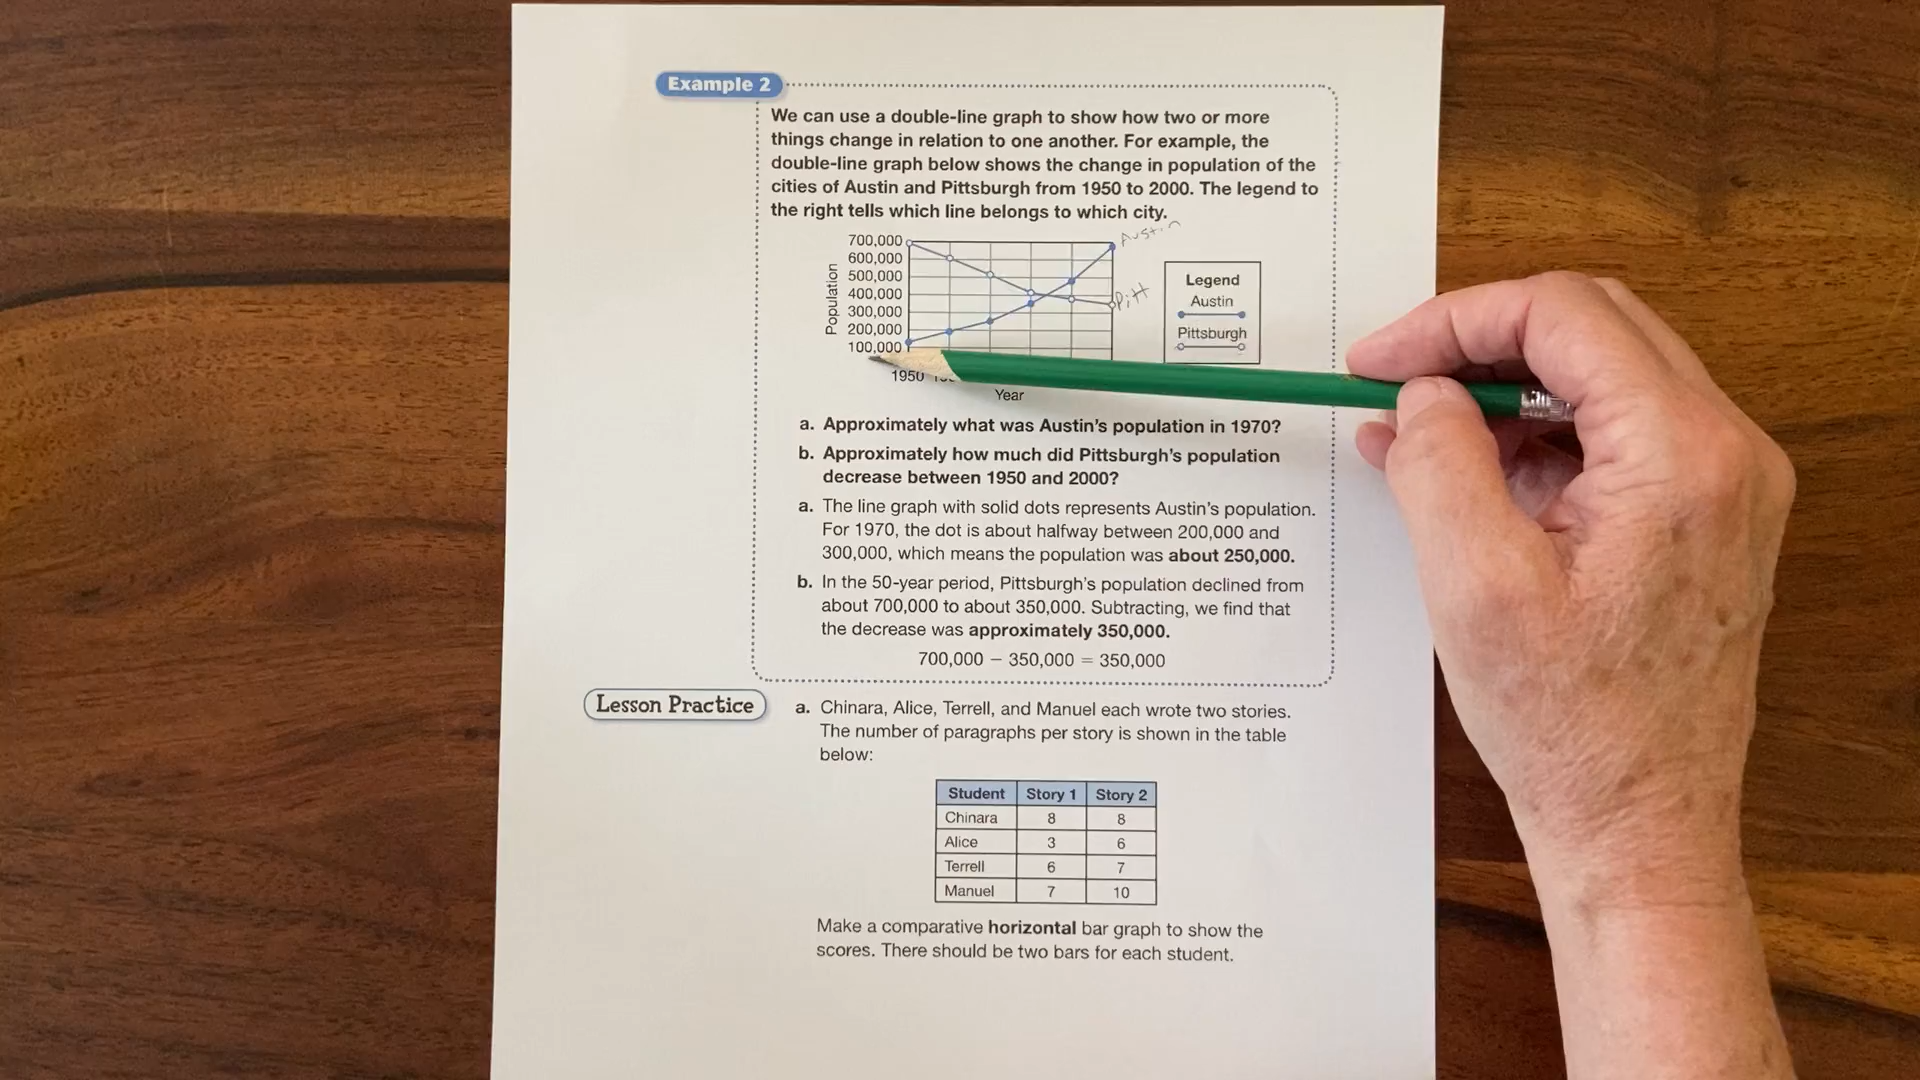 Example 2
We can use a double-line graph to show how two or more
things change in relation to one another. For example, the
double-line graph below shows the change in population of the
cities of Austin and Pittsburgh from 1950 to 2000. The legend to
the right tells which line belongs to which city.
Austin
700,000
600,000
500,000
400,000
300,000
200,000
100,000
Population
Pitt
Legend
Austin
Pittsburgh
1950
Year
a. Approximately what was Austin's population in 1970?
b. Approximately how much did Pittsburgh's population
decrease between 1950 and 2000?
a. The line graph with solid dots represents Austin's population.
For 1970, the dot is about halfway between 200,000 and
300,000, which means the population was about 250,000.
b. In the 50-year period, Pittsburgh's population declined from
about 700,000 to about 350,000. Subtracting, we find that
the decrease was approximately 350,000.
700,000 − 350,000 = 350,000
Lesson Practice
a. Chinara, Alice, Terrell, and Manuel each wrote two stories.
The number of paragraphs per story is shown in the table
below:
Student Story 1 Story 2
Chinara 8 8
Alice 3 6
Terrell 6 7
Manuel 7 10
Make a comparative horizontal bar graph to show the
scores. There should be two bars for each student.